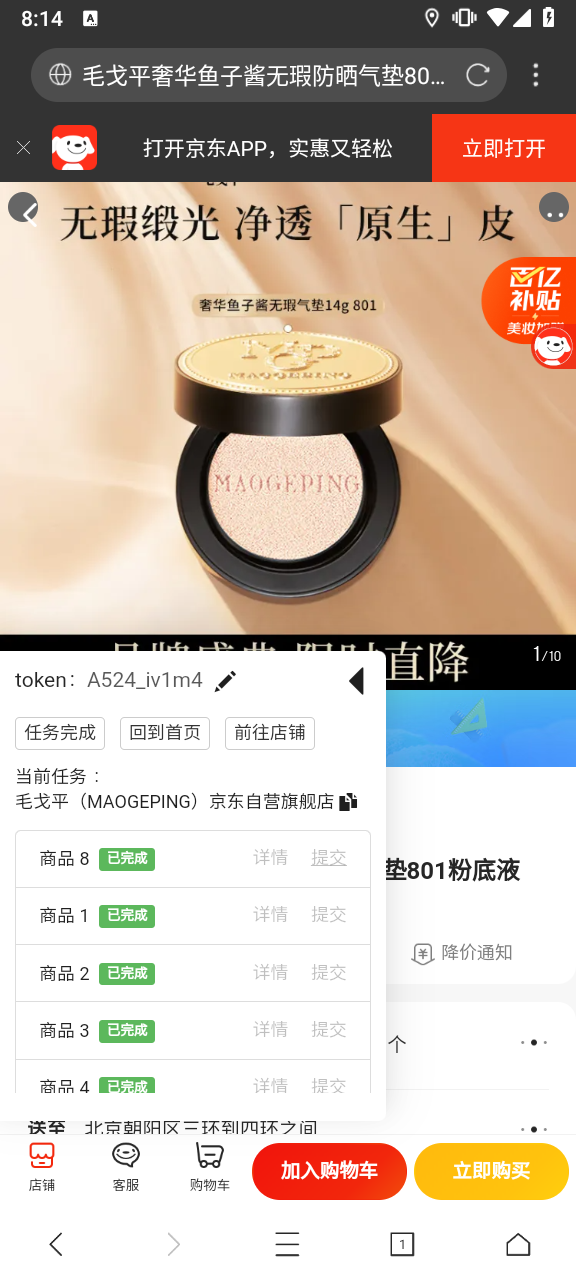 8:14
A
毛戈平奢华鱼子酱无瑕防晒气垫80...
打开京东APP，实惠又轻松
立即打开
无瑕缎光 净透「原生」皮
百亿
补贴
奢华鱼子酱无瑕气垫14g 801
MAOGEPING
MAOGEPING
直降
1/10
token： A524_iv1m4
任务完成
回到首页
前往店铺
当前任务：
毛戈平（MAOGEPING）京东自营旗舰店
商品 8 已完成 详情 提交
垫801粉底液
商品 1 已完成 详情 提交
降价通知
商品 2 已完成 详情 提交
商品 3 已完成 详情 提交
个
商品 4 已完成 详情 提交
送至 北京朝阳区三环到四环之间
店铺
客服
购物车
加入购物车
立即购买
1